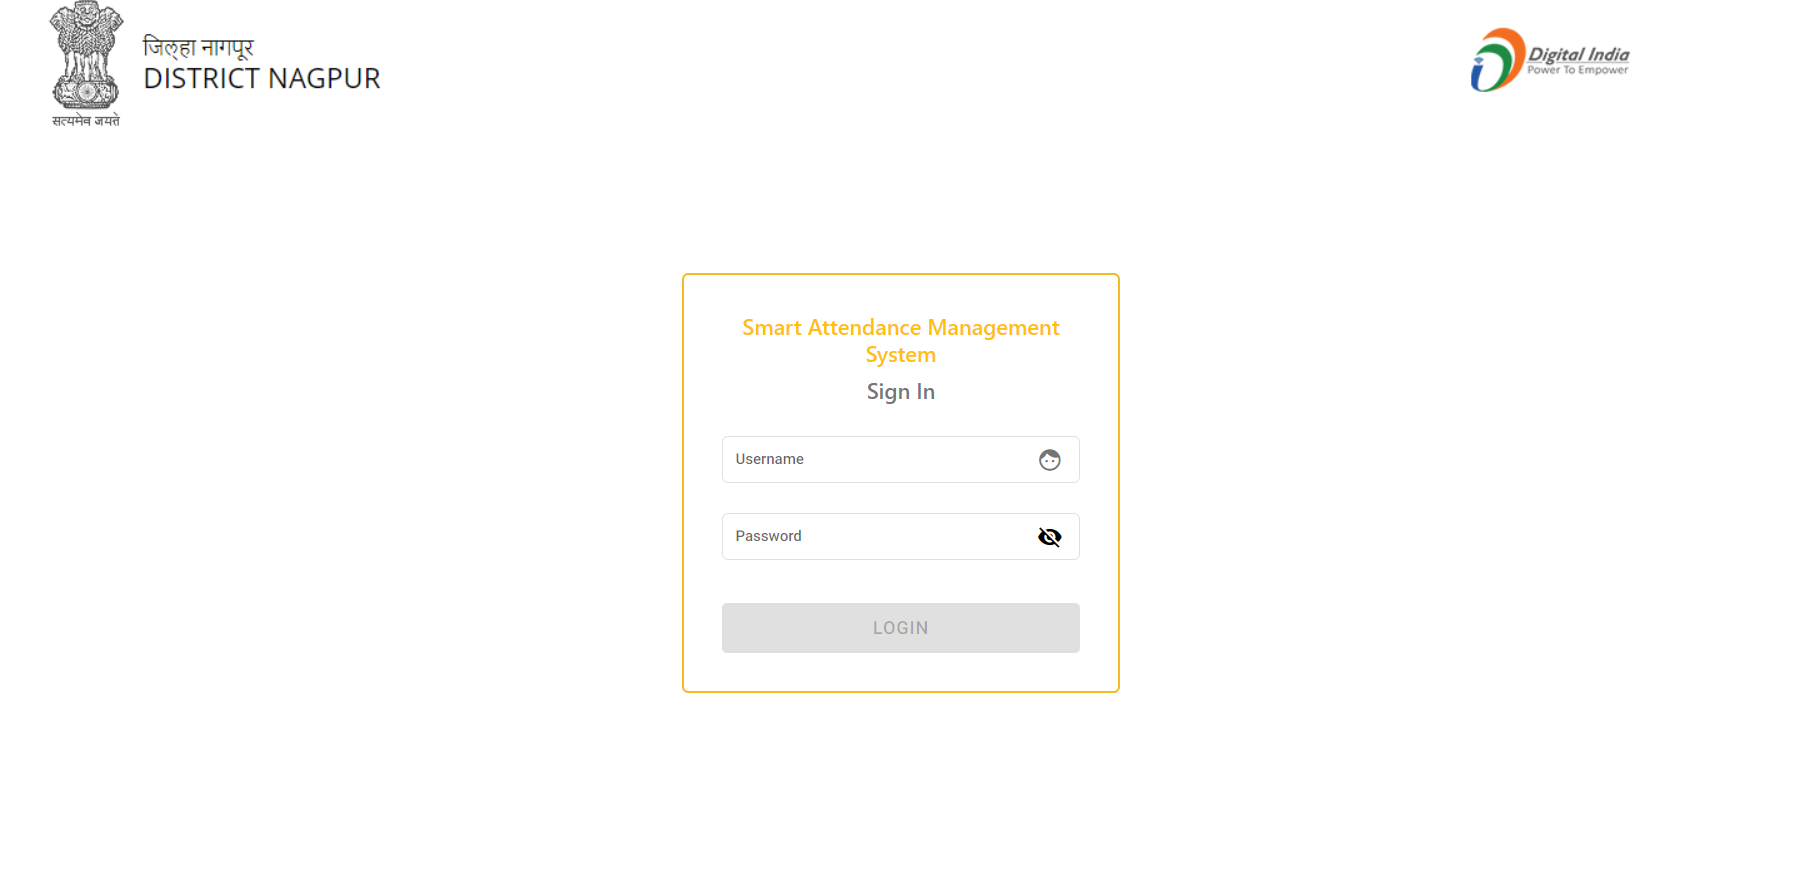 जिल्हा नागपूर
DISTRICT NAGPUR
सत्यमेव जयते
Digital India
Power To Empower
Smart Attendance Management
System
Sign In
Username
Password
LOGIN